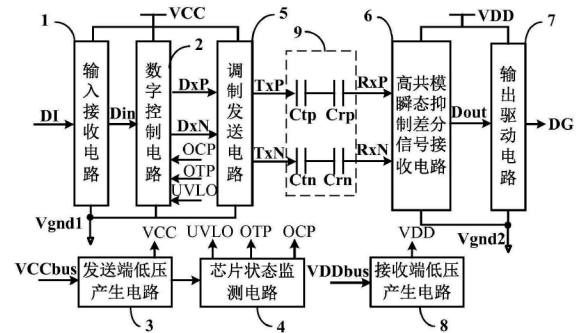 1
VCC
2
5
9
6
VDD
7
DI
输入接收电路
Din
数字控制电路
DxP
DxN
OCP
OTP
UVLO
调制发送电路
TxP
TxN
Ctp
Crp
Ctn
Crn
RxP
RxN
高共模瞬态抑制差分信号接收电路
Dout
输出驱动电路
DG
Vgnd1
Vgnd2
VCC
UVLO
OTP
OCP
VDD
VCCbus
发送端低压产生电路
芯片状态监测电路
VDDbus
接收端低压产生电路
3
4
8